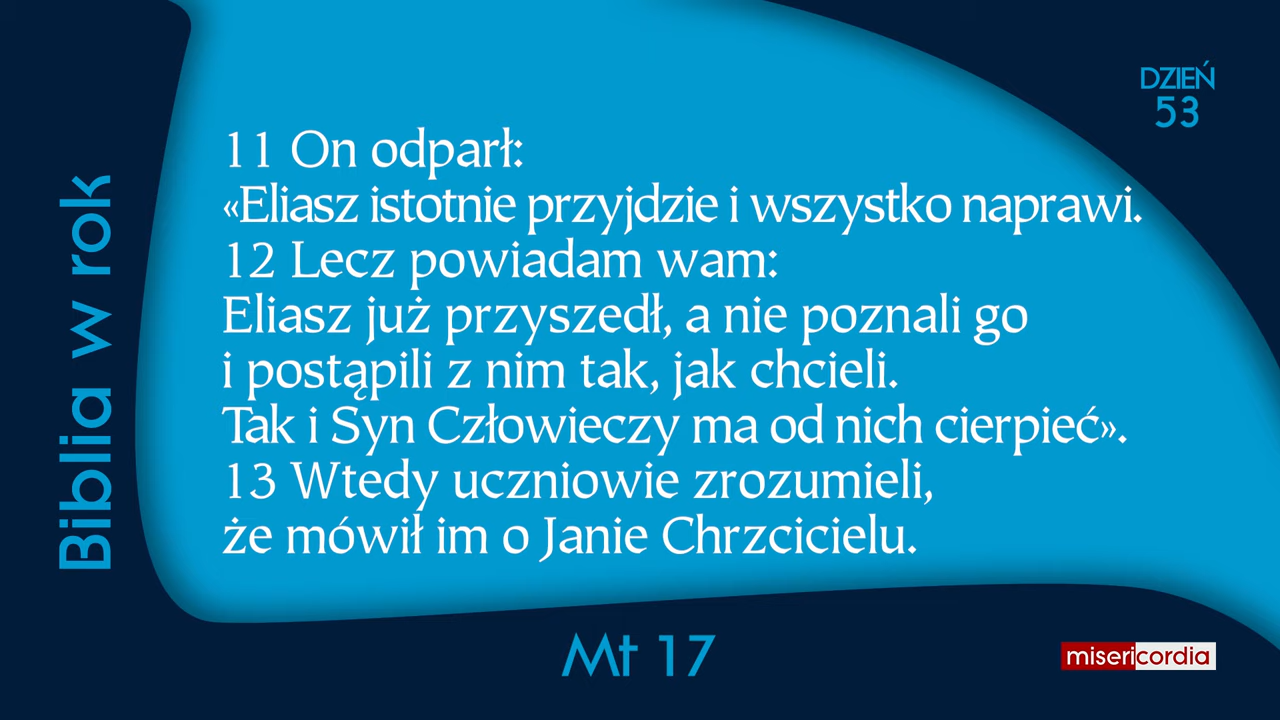 DZIEŃ
53
Biblia w rok
11 On odparł:
«Eliasz istotnie przyjdzie i wszystko naprawi.
12 Lecz powiadam wam:
Eliasz już przyszedł, a nie poznali go
i postąpili z nim tak, jak chcieli.
Tak i Syn Człowieczy ma od nich cierpieć».
13 Wtedy uczniowie zrozumieli,
że mówił im o Janie Chrzcicielu.
Mt 17
misericordia